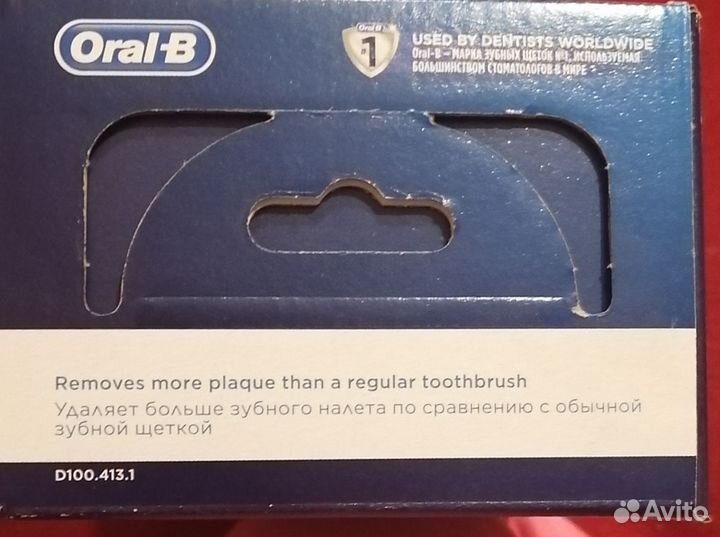 Oral-B
Oral-B
#1
USED BY DENTISTS WORLDWIDE
Oral-B – МАРКА ЗУБНЫХ ЩЕТОК №1, ИСПОЛЬЗУЕМАЯ
БОЛЬШИНСТВОМ СТОМАТОЛОГОВ В МИРЕ
Removes more plaque than a regular toothbrush
Удаляет больше зубного налета по сравнению с обычной
зубной щеткой
D100.413.1
Avito